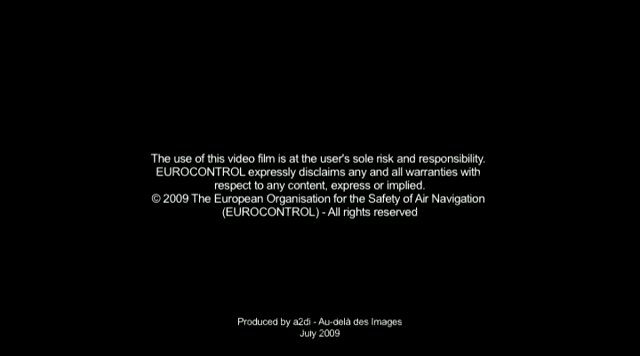 The use of this video film is at the user's sole risk and responsibility.
EUROCONTROL expressly disclaims any and all warranties with
respect to any content, express or implied.
© 2009 The European Organisation for the Safety of Air Navigation
(EUROCONTROL) - All rights reserved
Produced by a2di - Au-delà des Images
July 2009